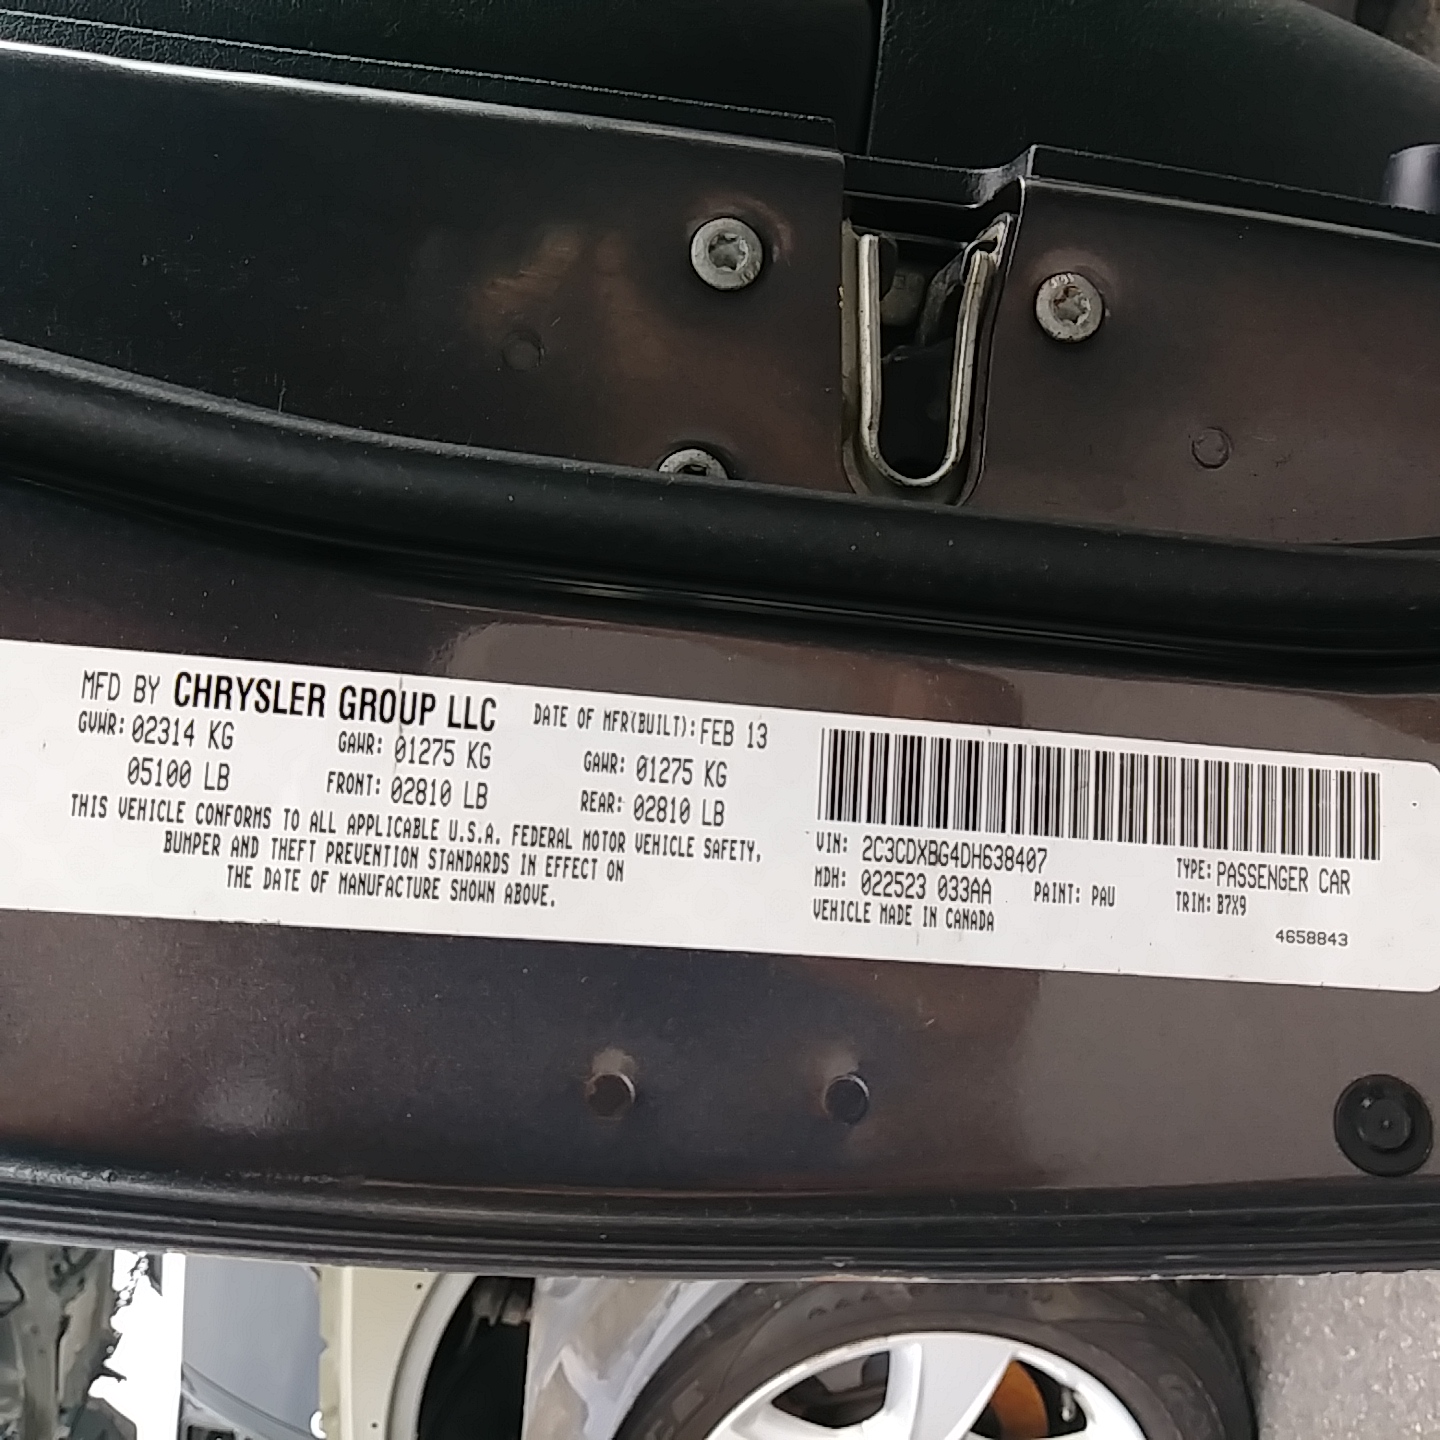 MFD BY CHRYSLER GROUP LLC DATE OF MFR(BUILT): FEB 13
GVWR: 02314 KG GAWR: 01275 KG GAWR: 01275 KG
05100 LB FRONT: 02810 LB REAR: 02810 LB
THIS VEHICLE CONFORMS TO ALL APPLICABLE U.S.A. FEDERAL MOTOR VEHICLE SAFETY,
BUMPER AND THEFT PREVENTION STANDARDS IN EFFECT ON
THE DATE OF MANUFACTURE SHOWN ABOVE.
VIN: 2C3CDXBG4DH638407 TYPE: PASSENGER CAR
MDH: 022523 033AA PAINT: PAU TRIM: B7X9
VEHICLE MADE IN CANADA
4658843